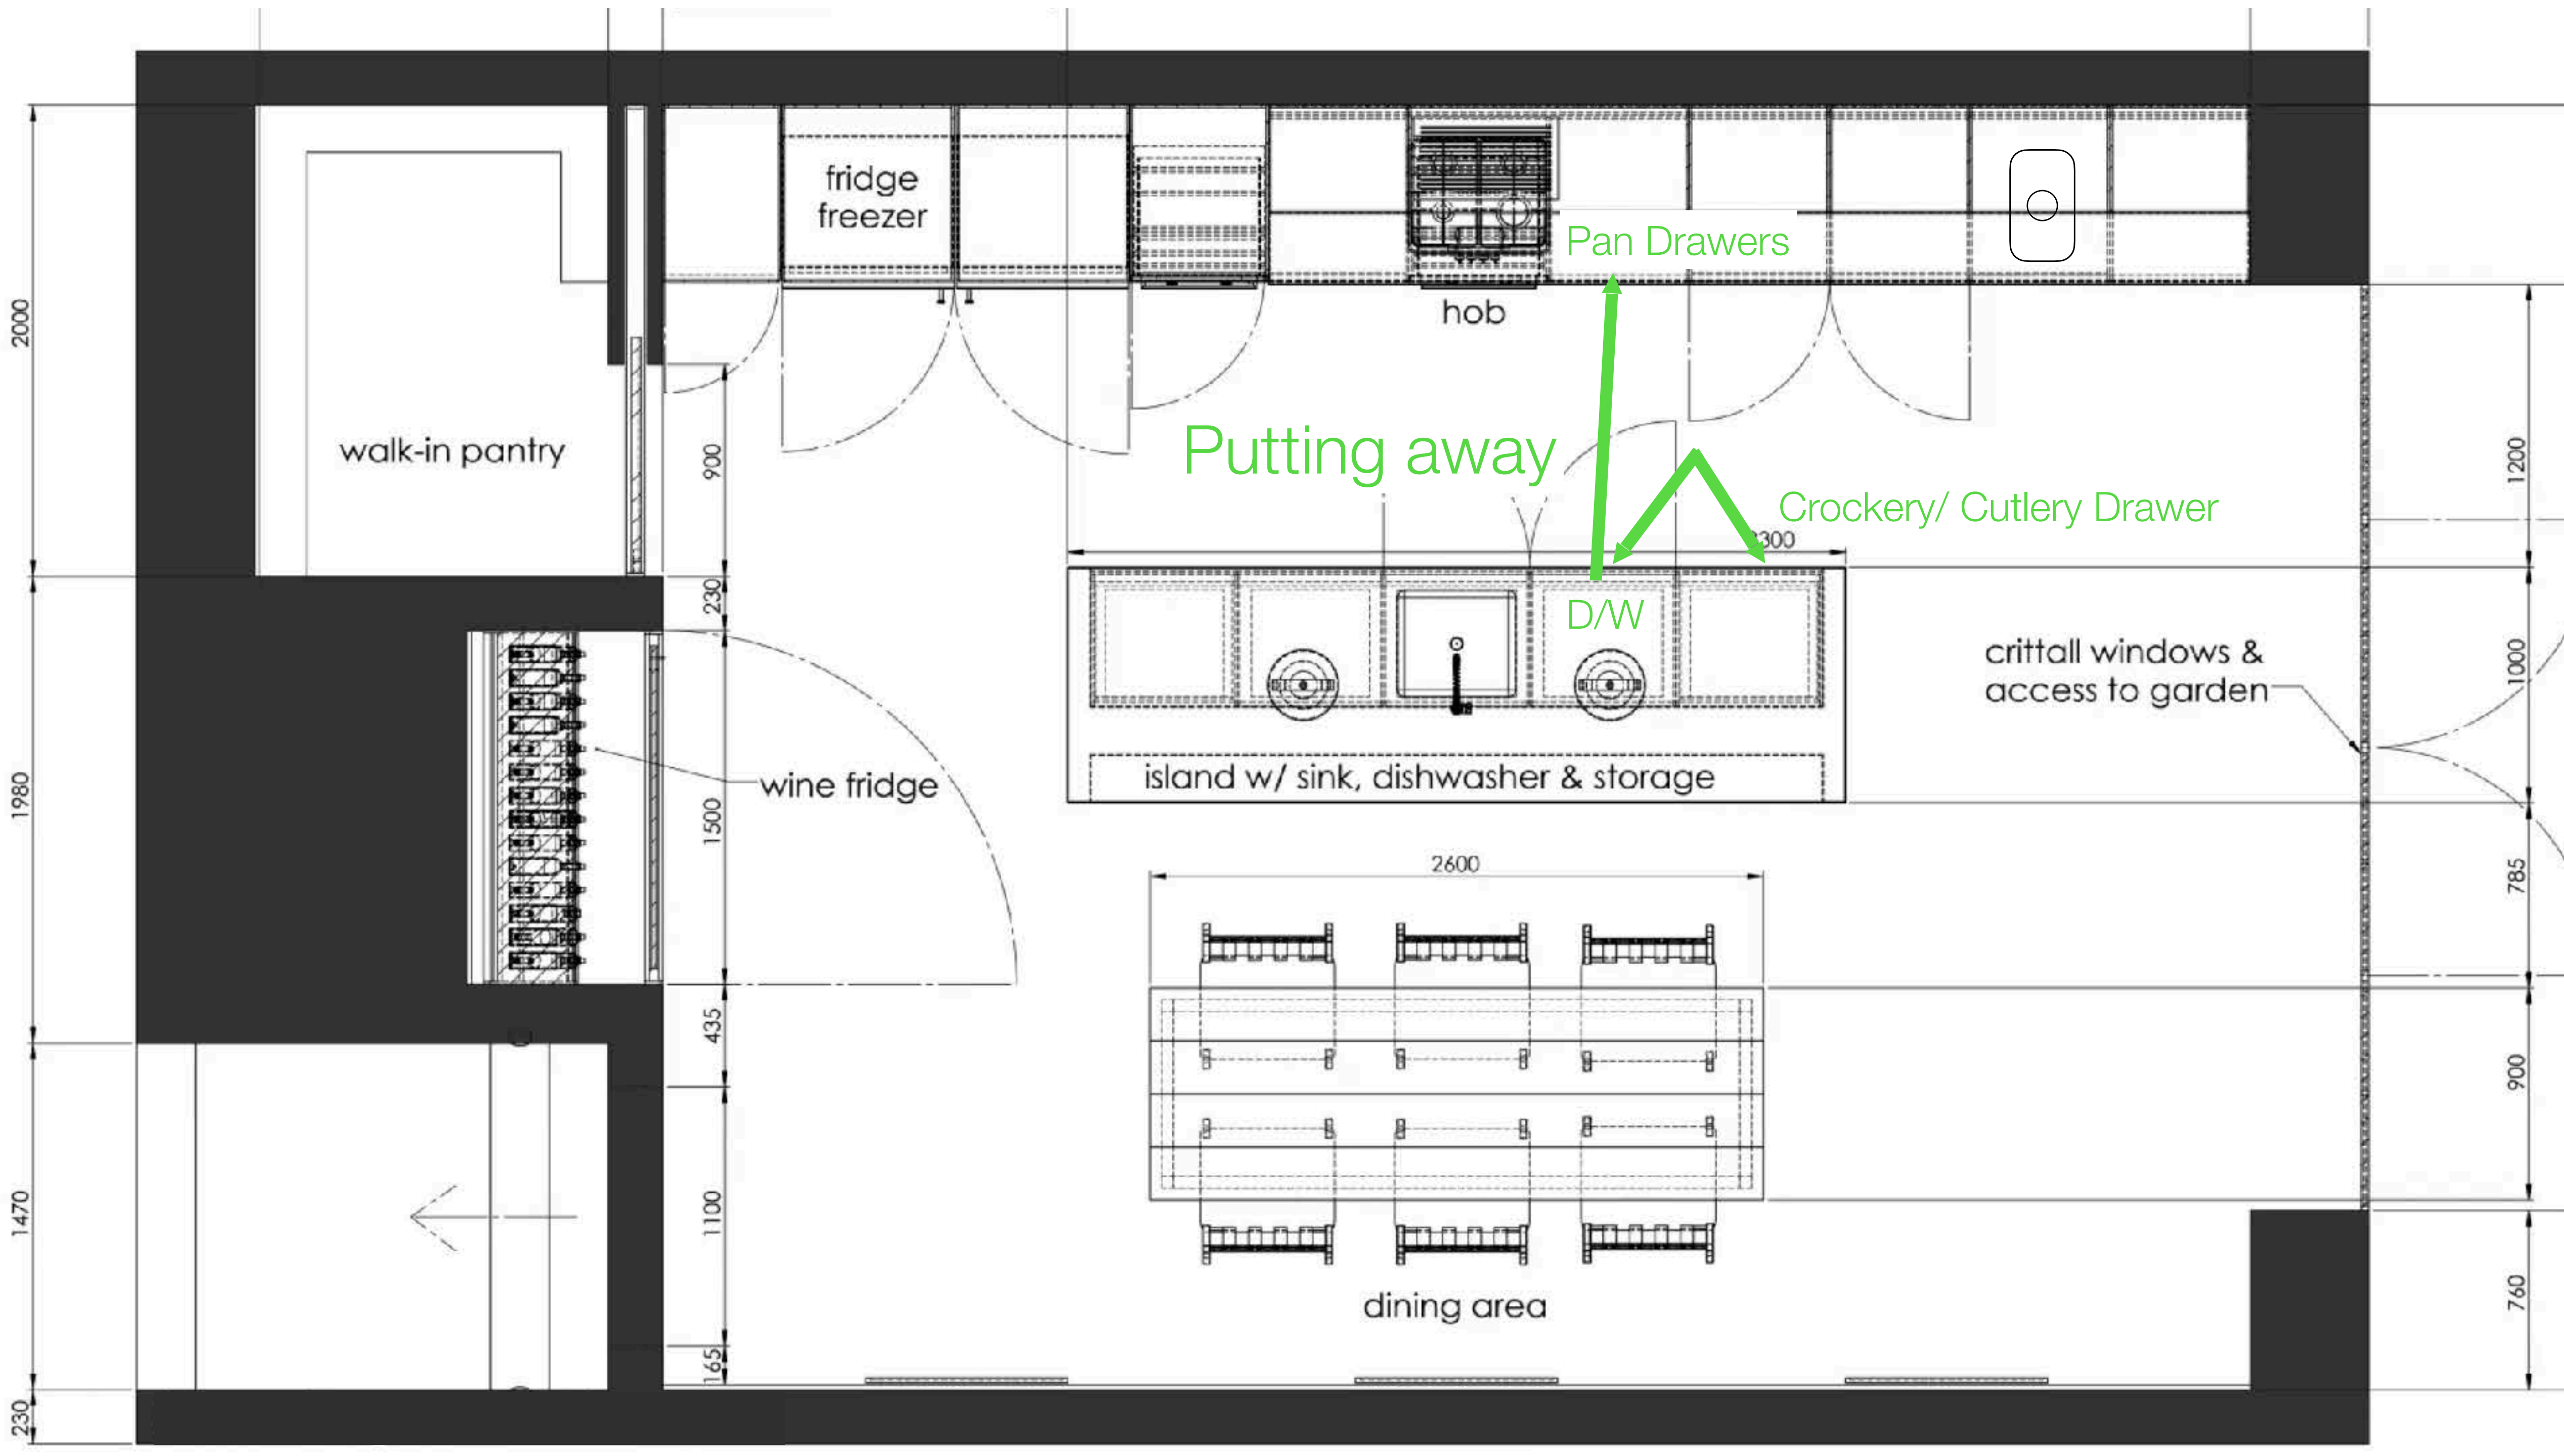 fridge
freezer
Pan Drawers
hob
2000
walk-in pantry
900
Putting away
1200
Crockery/ Cutlery Drawer
230
D/W
crittall windows &
access to garden
1000
island w/ sink, dishwasher & storage
wine fridge
1980
1500
2600
785
435
900
1470
1100
dining area
760
165
230